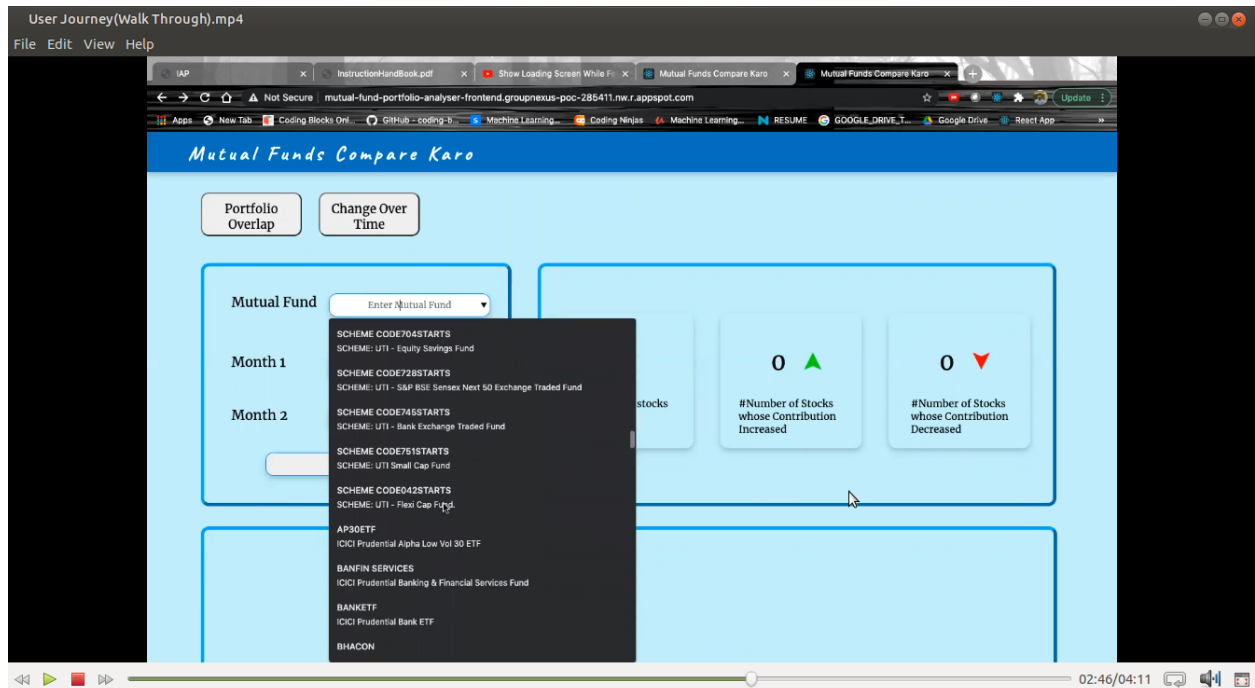 User Journey(Walk Through).mp4
File Edit View Help
IAP
InstructionHandBook.pdf
Show Loading Screen While Fe
Mutual Funds Compare Karo
Mutual Funds Compare Karo
Not Secure mutual-fund-portfolio-analyser-frontend.groupnexus-poc-285411.nw.r.appspot.com
Update
Apps New Tab Coding Blocks Onl... GitHub - coding-b... Machine Learning... Coding Ninjas Machine Learning... RESUME GOOGLE_DRIVE_T... Google Drive React App »
Mutual Funds Compare Karo
Portfolio
Overlap
Change Over
Time
Mutual Fund
Enter Mutual Fund
Month 1
Month 2
SCHEME CODE704STARTS
SCHEME: UTI - Equity Savings Fund
SCHEME CODE728STARTS
SCHEME: UTI - S&P BSE Sensex Next 50 Exchange Traded Fund
SCHEME CODE745STARTS
SCHEME: UTI - Bank Exchange Traded Fund
SCHEME CODE751STARTS
SCHEME: UTI Small Cap Fund
SCHEME CODE042STARTS
SCHEME: UTI - Flexi Cap Fund.
AP30ETF
ICICI Prudential Alpha Low Vol 30 ETF
BANFIN SERVICES
ICICI Prudential Banking & Financial Services Fund
BANKETF
ICICI Prudential Bank ETF
BHACON
stocks
0
#Number of Stocks
whose Contribution
Increased
0
#Number of Stocks
whose Contribution
Decreased
02:46/04:11